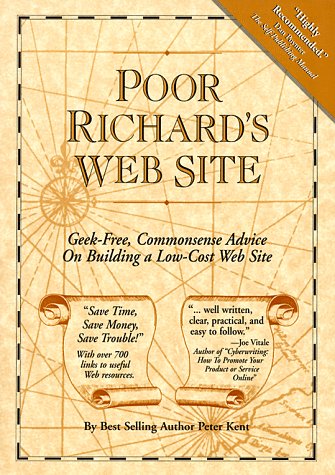 "Highly
Recommended."
Dan Poynter
The Self-Publishing Manual
POOR
RICHARD'S
WEB SITE
Geek-Free, Commonsense Advice
On Building a Low-Cost Web Site
"Save Time,
Save Money,
Save Trouble!"
With over 700
links to useful
Web resources.
"... well written,
clear, practical, and
easy to follow."
—Joe Vitale
Author of "Cyberwriting:
How To Promote Your
Product or Service
Online"
By Best Selling Author Peter Kent